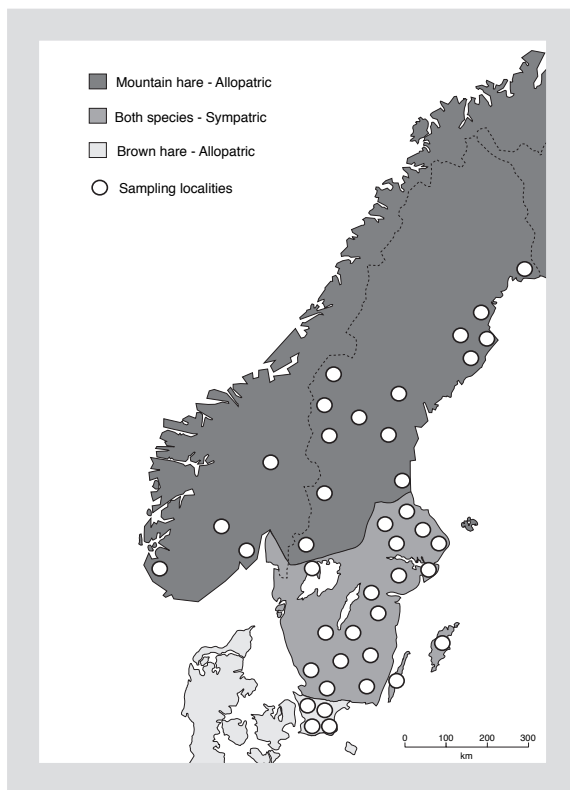 Mountain hare - Allopatric
Both species - Sympatric
Brown hare - Allopatric
Sampling localities
0 100 200 300
km